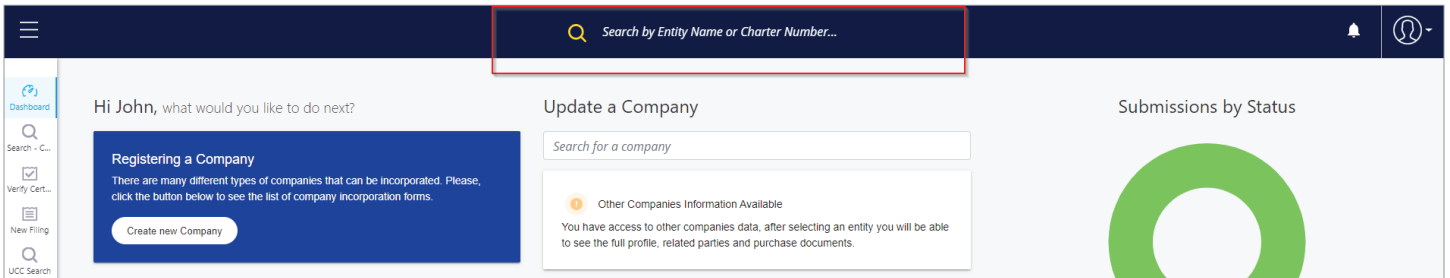 Search by Entity Name or Charter Number...
Dashboard
Search - C...
Verify Cert...
New Filing
UCC Search
Hi John, what would you like to do next?
Registering a Company
There are many different types of companies that can be incorporated. Please,
click the button below to see the list of company incorporation forms.
Create new Company
Update a Company
Search for a company
Other Companies Information Available
You have access to other companies data, after selecting an entity you will be able
to see the full profile, related parties and purchase documents.
Submissions by Status